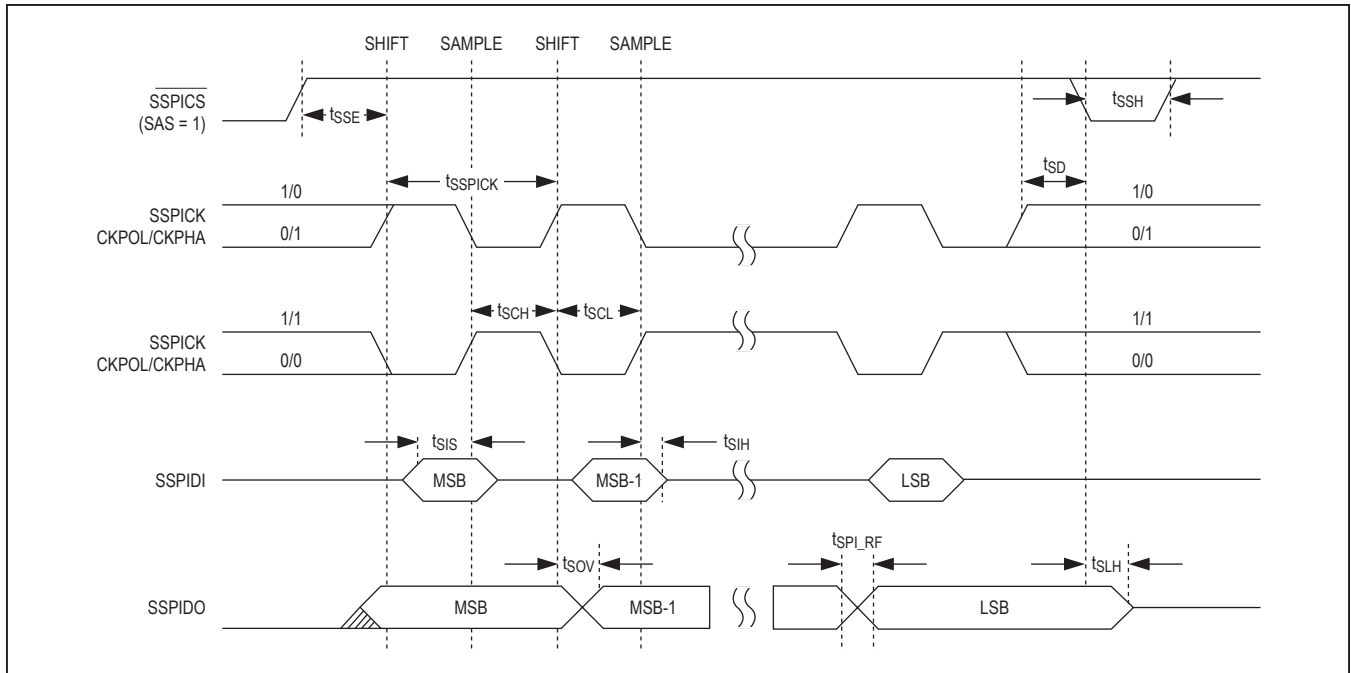 SHIFT SAMPLE SHIFT SAMPLE
SSPICS
(SAS = 1)
tSSE
tSSH
tSSPICK
tSD
1/0
1/0
SSPICK
CKPOL/CKPHA
0/1
0/1
tSCH
tSCL
1/1
1/1
SSPICK
CKPOL/CKPHA
0/0
0/0
tSIS
tSIH
SSPIDI
MSB
MSB-1
LSB
tSOV
tSPI_RF
tSLH
SSPIDO
MSB
MSB-1
LSB